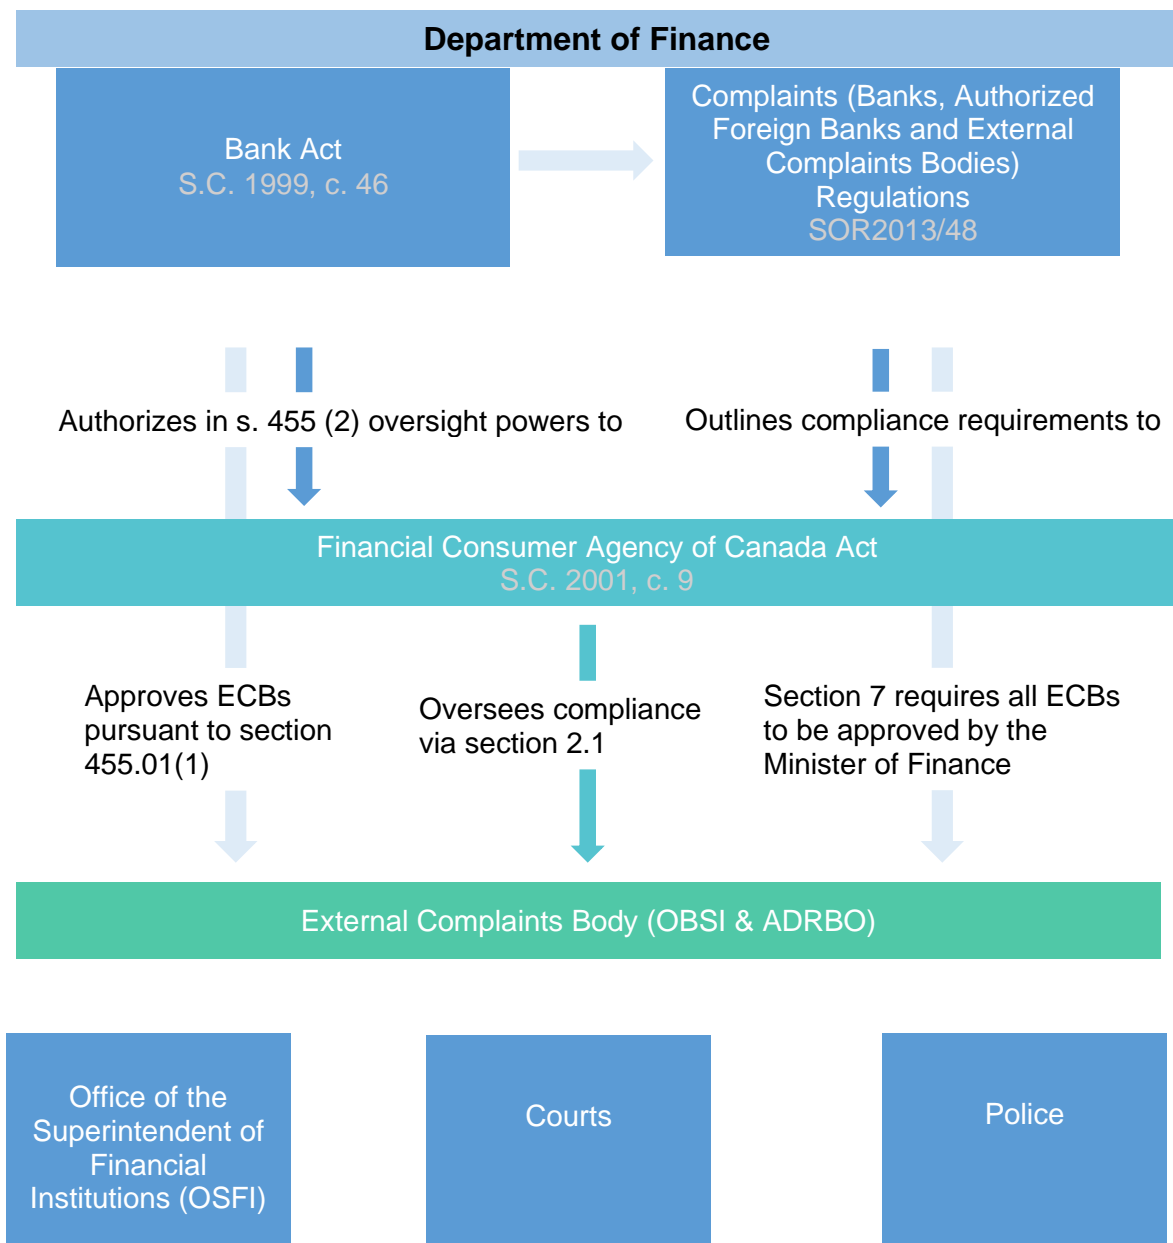 Department of Finance
Bank Act
S.C. 1999, c. 46
Complaints (Banks, Authorized
Foreign Banks and External
Complaints Bodies)
Regulations
SOR2013/48
Authorizes in s. 455 (2) oversight powers to
Outlines compliance requirements to
Financial Consumer Agency of Canada Act
S.C. 2001, c. 9
Approves ECBs
pursuant to section
455.01(1)
Oversees compliance
via section 2.1
Section 7 requires all ECBs
to be approved by the
Minister of Finance
External Complaints Body (OBSI & ADRBO)
Office of the
Superintendent of
Financial
Institutions (OSFI)
Courts
Police